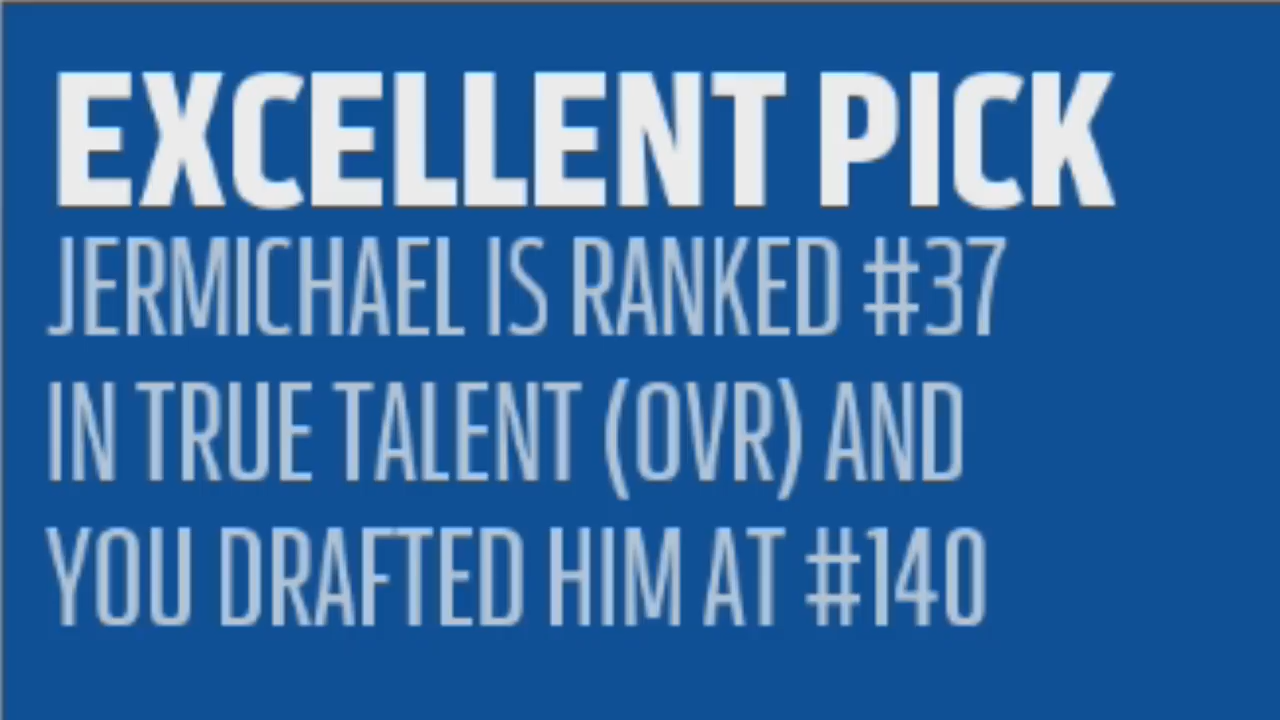 EXCELLENT PICK
JERMICHAEL IS RANKED #37
IN TRUE TALENT (OVR) AND
YOU DRAFTED HIM AT #140